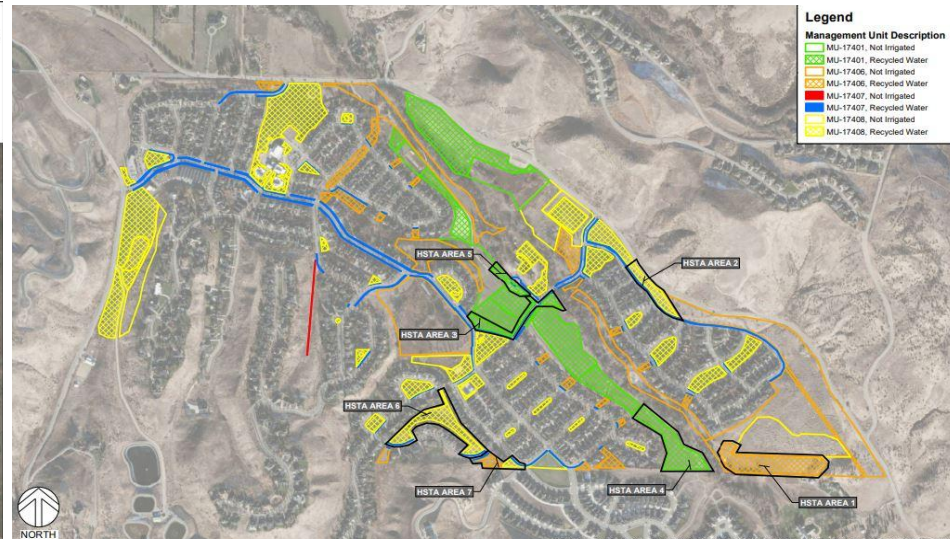 Legend
Management Unit Description
MU-17401, Not Irrigated
MU-17401, Recycled Water
MU-17406, Not Irrigated
MU-17406, Recycled Water
MU-17407, Not Irrigated
MU-17407, Recycled Water
MU-17408, Not Irrigated
MU-17408, Recycled Water
HSTA AREA 5
HSTA AREA 2
HSTA AREA 3
HSTA AREA 6
HSTA AREA 7
HSTA AREA 4
HSTA AREA 1
NORTH